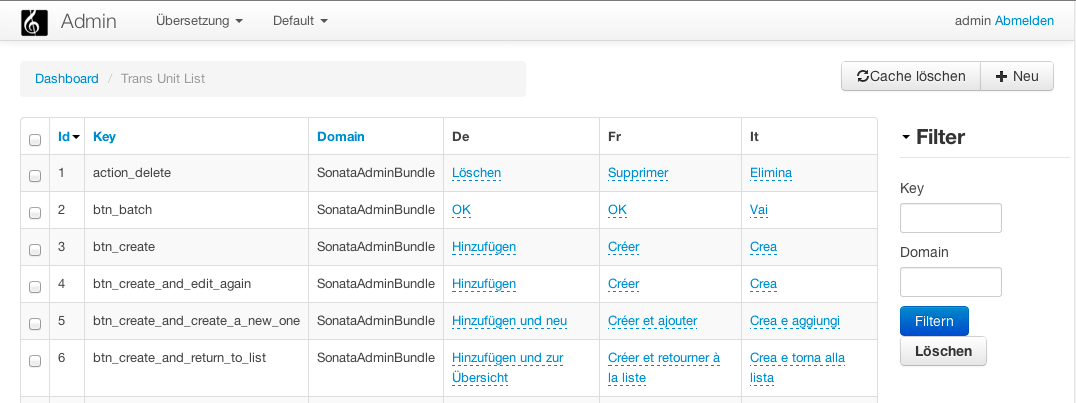 Admin Übersetzung Default admin Abmelden
Dashboard / Trans Unit List Cache löschen Neu
Id Key Domain De Fr It
1 action_delete SonataAdminBundle Löschen Supprimer Elimina
2 btn_batch SonataAdminBundle OK OK Vai
3 btn_create SonataAdminBundle Hinzufügen Créer Crea
4 btn_create_and_edit_again SonataAdminBundle Hinzufügen Créer Crea
5 btn_create_and_create_a_new_one SonataAdminBundle Hinzufügen und neu Créer et ajouter Crea e aggiungi
6 btn_create_and_return_to_list SonataAdminBundle Hinzufügen und zur Créer et retourner à Crea e torna alla
Übersicht la liste lista
Filter
Key
Domain
Filtern
Löschen